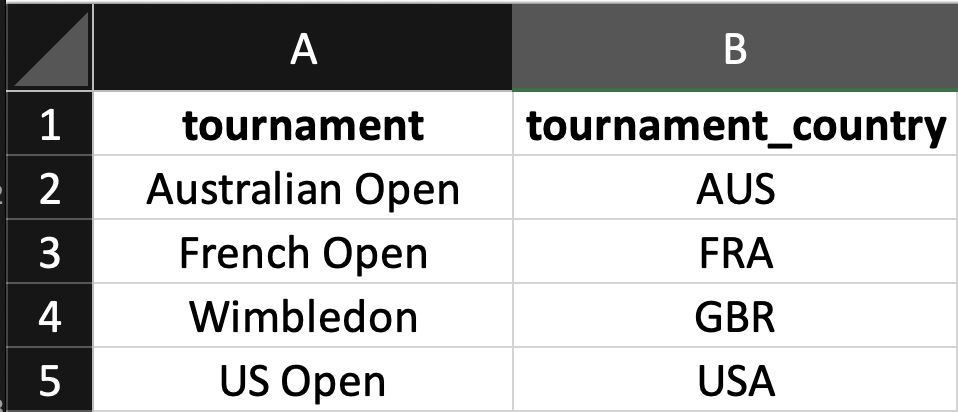 A B
1 tournament tournament_country
2 Australian Open AUS
3 French Open FRA
4 Wimbledon GBR
5 US Open USA